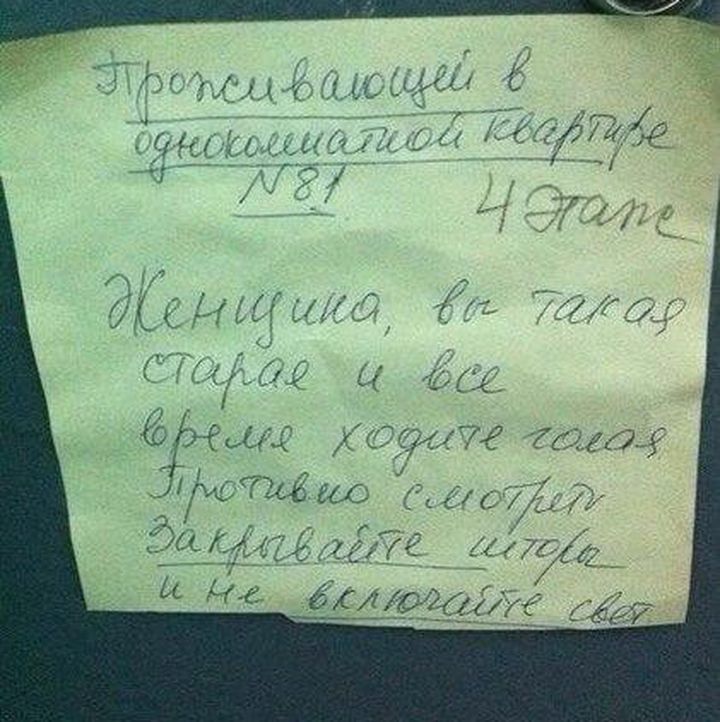 Проживающей в
однокомнатной квартире
N 81 4 Этаж
Женщина, вы такая
старая и все
время ходите голая
Противно смотреть
Закрывайте шторы
и не включайте свет